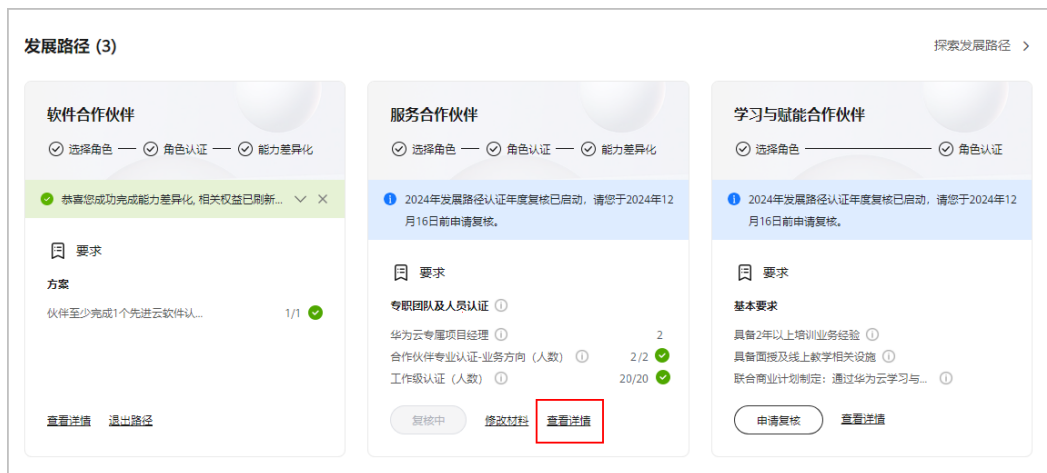 发展路径 (3)
探索发展路径
软件合作伙伴
选择角色 角色认证 能力差异化
恭喜您成功完成能力差异化, 相关权益已刷新...
要求
方案
伙伴至少完成1个先进云软件认... 1/1
查看详情 退出路径
服务合作伙伴
选择角色 角色认证 能力差异化
2024年发展路径认证年度复核已启动，请您于2024年12
月16日前申请复核。
要求
专职团队及人员认证
华为云专属项目经理 2
合作伙伴专业认证-业务方向（人数） 2/2
工作级认证（人数） 20/20
复核中 修改材料 查看详情
学习与赋能合作伙伴
选择角色 角色认证
2024年发展路径认证年度复核已启动，请您于2024年12
月16日前申请复核。
要求
基本要求
具备2年以上培训业务经验
具备面授及线上教学相关设施
联合商业计划制定：通过华为云学习与...
申请复核 查看详情